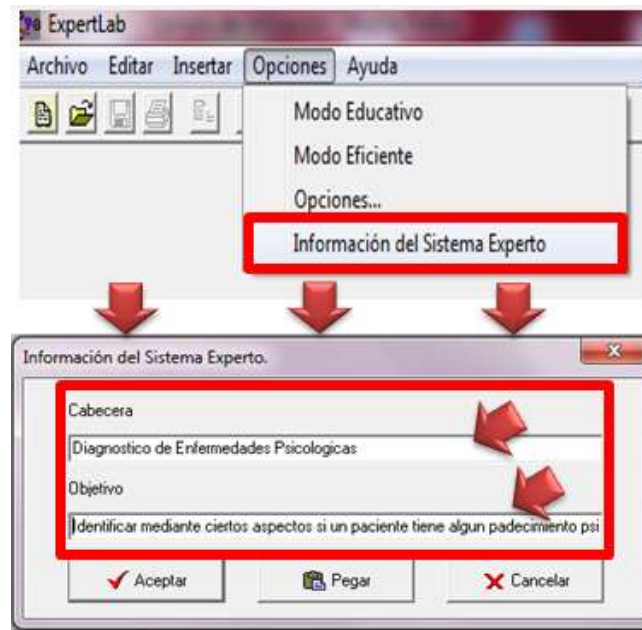 ExpertLab
Archivo Editar Insertar Opciones Ayuda
Modo Educativo
Modo Eficiente
Opciones...
Información del Sistema Experto
Información del Sistema Experto.
Cabecera
Diagnostico de Enfermedades Psicologicas
Objetivo
Identificar mediante ciertos aspectos si un paciente tiene algun padecimiento psi
Aceptar Pegar Cancelar